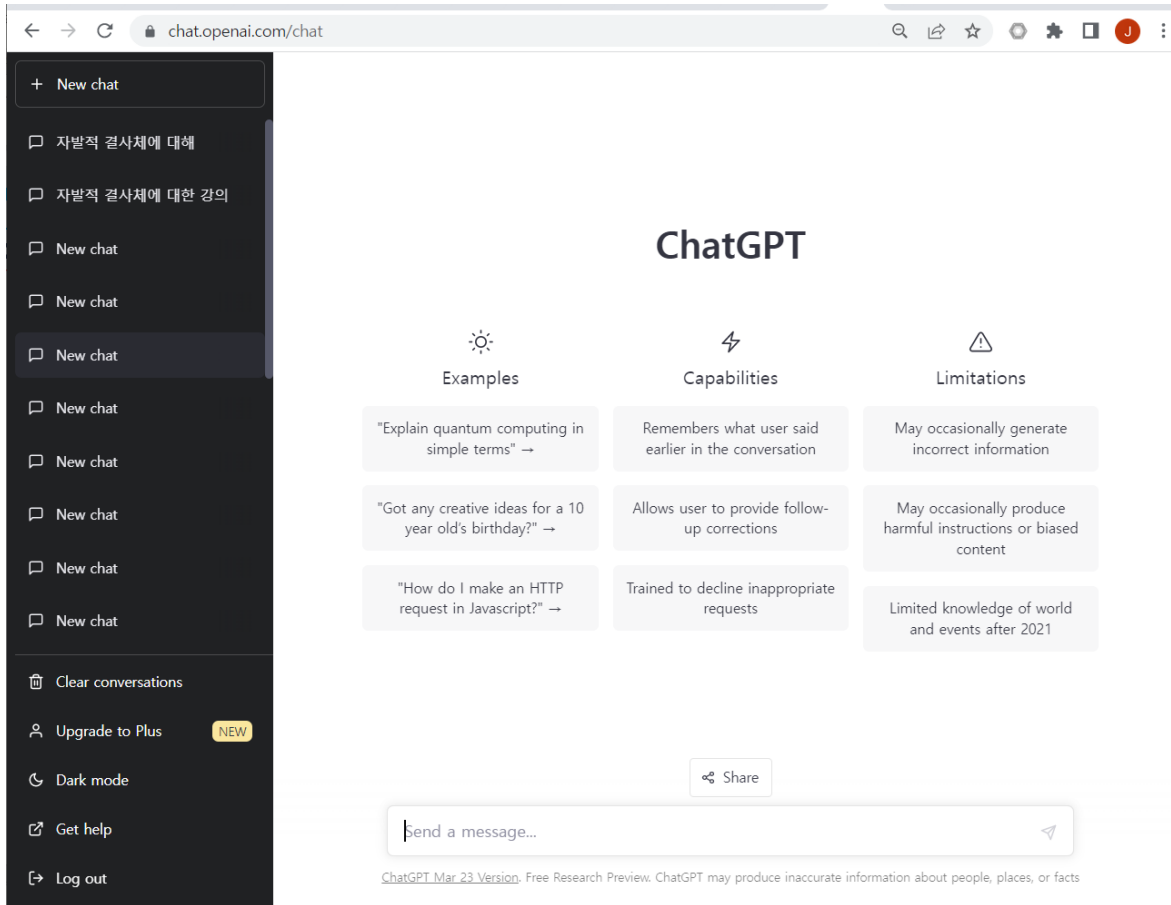 chat.openai.com/chat
J
+ New chat
자발적 결사체에 대해
자발적 결사체에 대한 강의
New chat
New chat
New chat
New chat
New chat
New chat
New chat
New chat
Clear conversations
Upgrade to Plus NEW
Dark mode
Get help
Log out
ChatGPT
Examples
"Explain quantum computing in
simple terms" →
"Got any creative ideas for a 10
year old's birthday?" →
"How do I make an HTTP
request in Javascript?" →
Capabilities
Remembers what user said
earlier in the conversation
Allows user to provide follow-
up corrections
Trained to decline inappropriate
requests
Limitations
May occasionally generate
incorrect information
May occasionally produce
harmful instructions or biased
content
Limited knowledge of world
and events after 2021
Share
Send a message...
ChatGPT Mar 23 Version. Free Research Preview. ChatGPT may produce inaccurate information about people, places, or facts